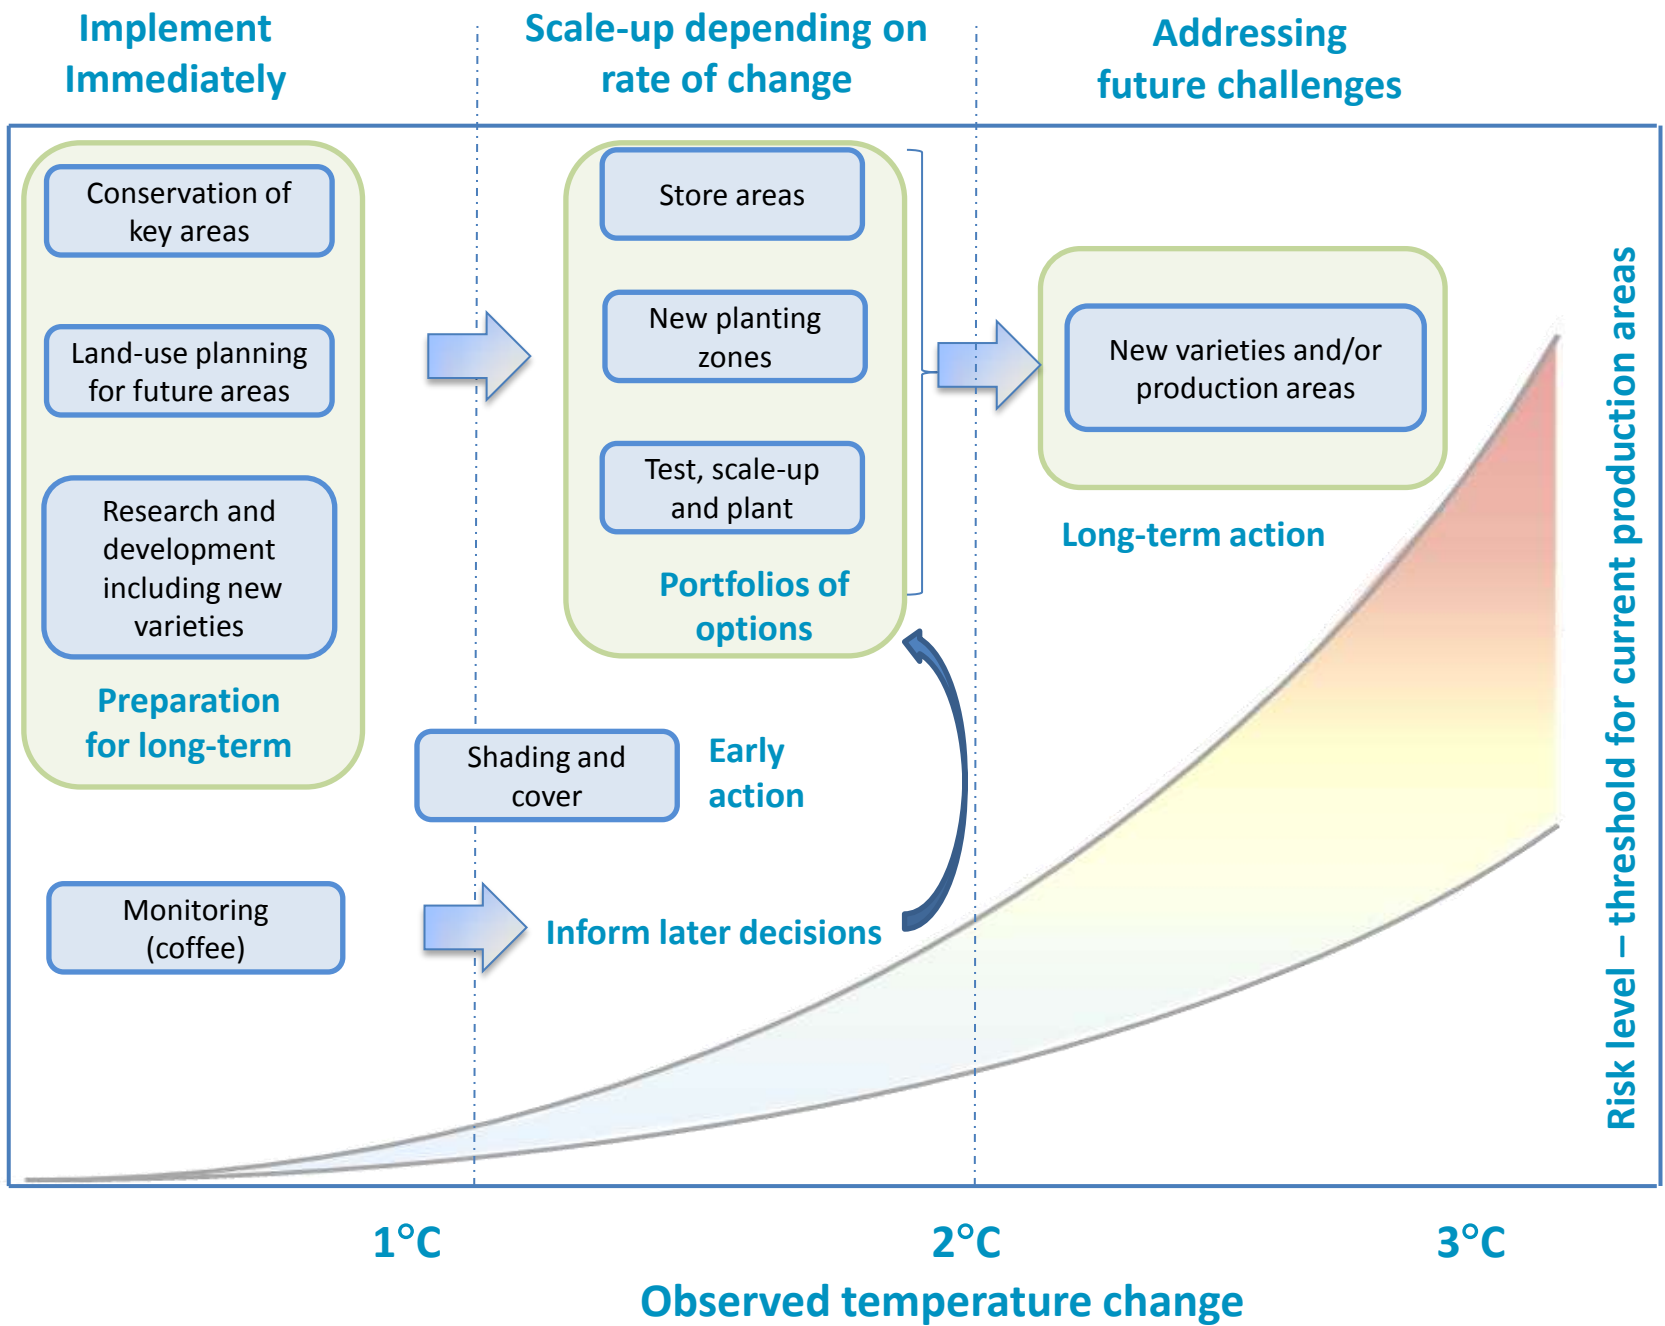 Implement
Immediately
Scale-up depending on
rate of change
Addressing
future challenges
Conservation of
key areas
Land-use planning
for future areas
Research and
development
including new
varieties
Preparation
for long-term
Monitoring
(coffee)
Store areas
New planting
zones
Test, scale-up
and plant
Portfolios of
options
Shading and
cover
Early
action
Inform later decisions
New varieties and/or
production areas
Long-term action
Risk level – threshold for current production areas
1°C
2°C
3°C
Observed temperature change